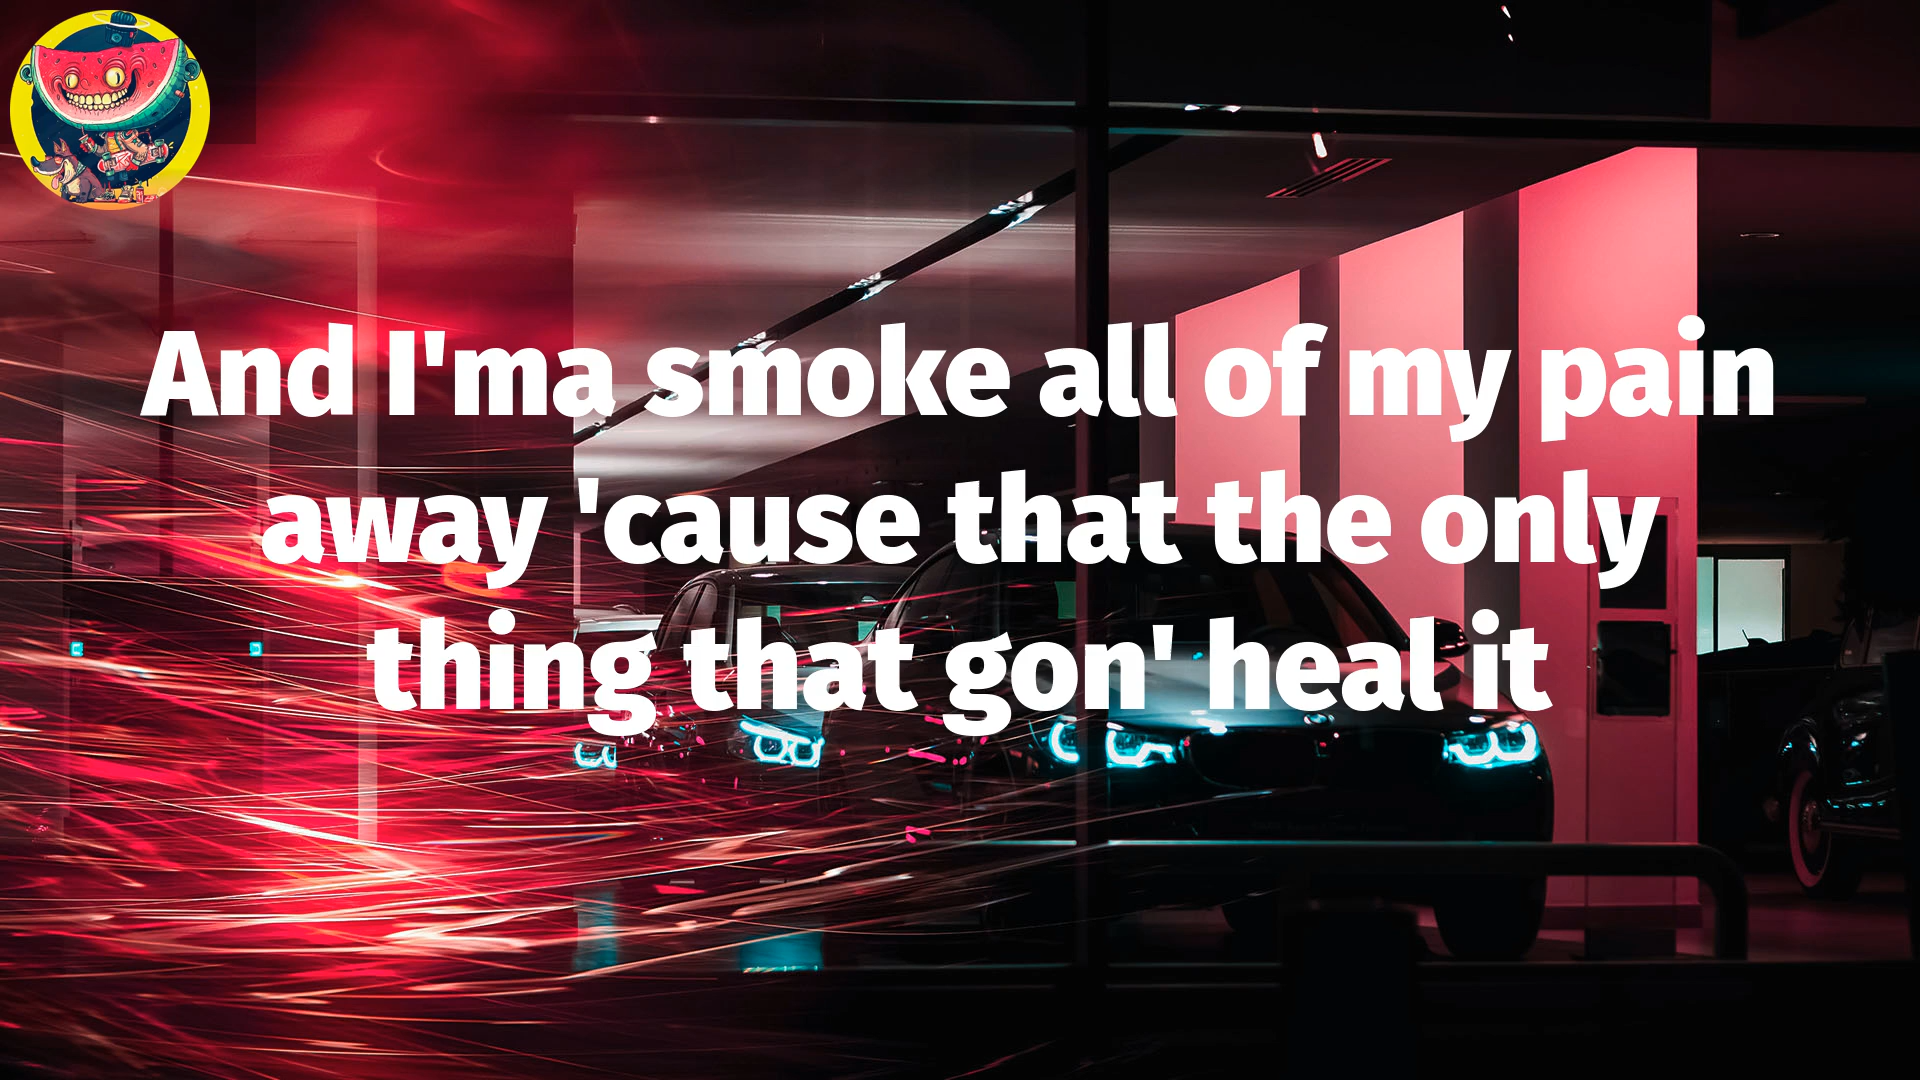 And I'ma smoke all of my pain
away 'cause that the only
thing that gon' heal it